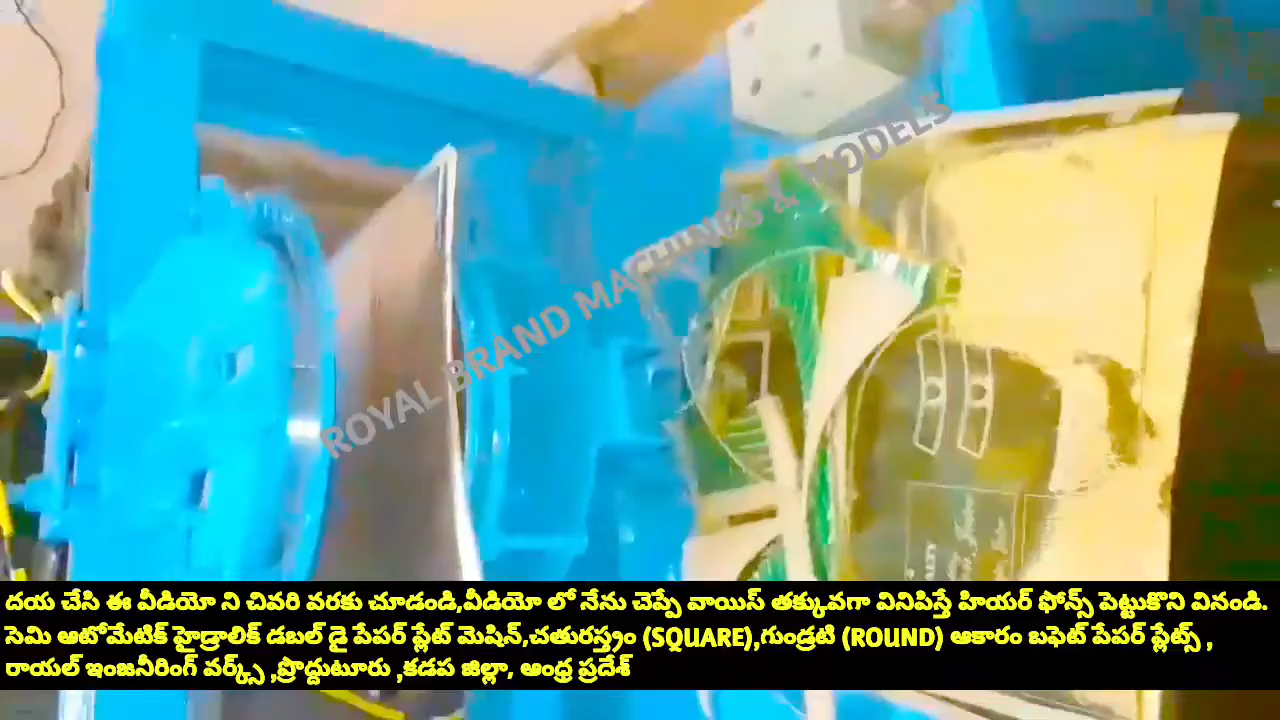 ROYAL BRAND MACHINES & MODELS
దయ చేసి ఈ వీడియో ని చివరి వరకు చూడండి,వీడియో లో నేను చెప్పే వాయిస్ తక్కువగా వినిపిస్తే హియర్ ఫోన్స్ పెట్టుకొని వినండి.
సెమి ఆటోమేటిక్ హైడ్రాలిక్ డబల్ డై పేపర్ ప్లేట్ మెషిన్,చతురస్త్రం (SQUARE),గుండ్రటి (ROUND) ఆకారం బఫెట్ పేపర్ ప్లేట్స్ ,
రాయల్ ఇంజనీరింగ్ వర్క్స్ ,ప్రొద్దుటూరు ,కడప జిల్లా, ఆంధ్ర ప్రదేశ్